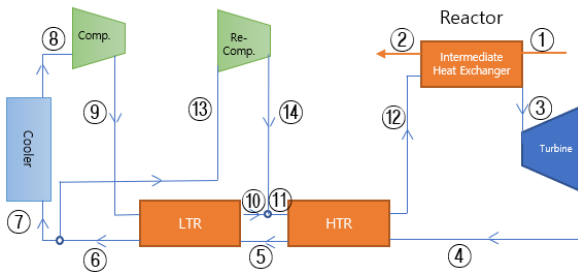 Reactor
⑧
Comp.
Re-
Comp.
②
Intermediate
Heat Exchanger
①
⑨
⑬
⑭
⑫
③
Cooler
Turbine
⑦
LTR
⑩
⑪
HTR
⑥
⑤
④